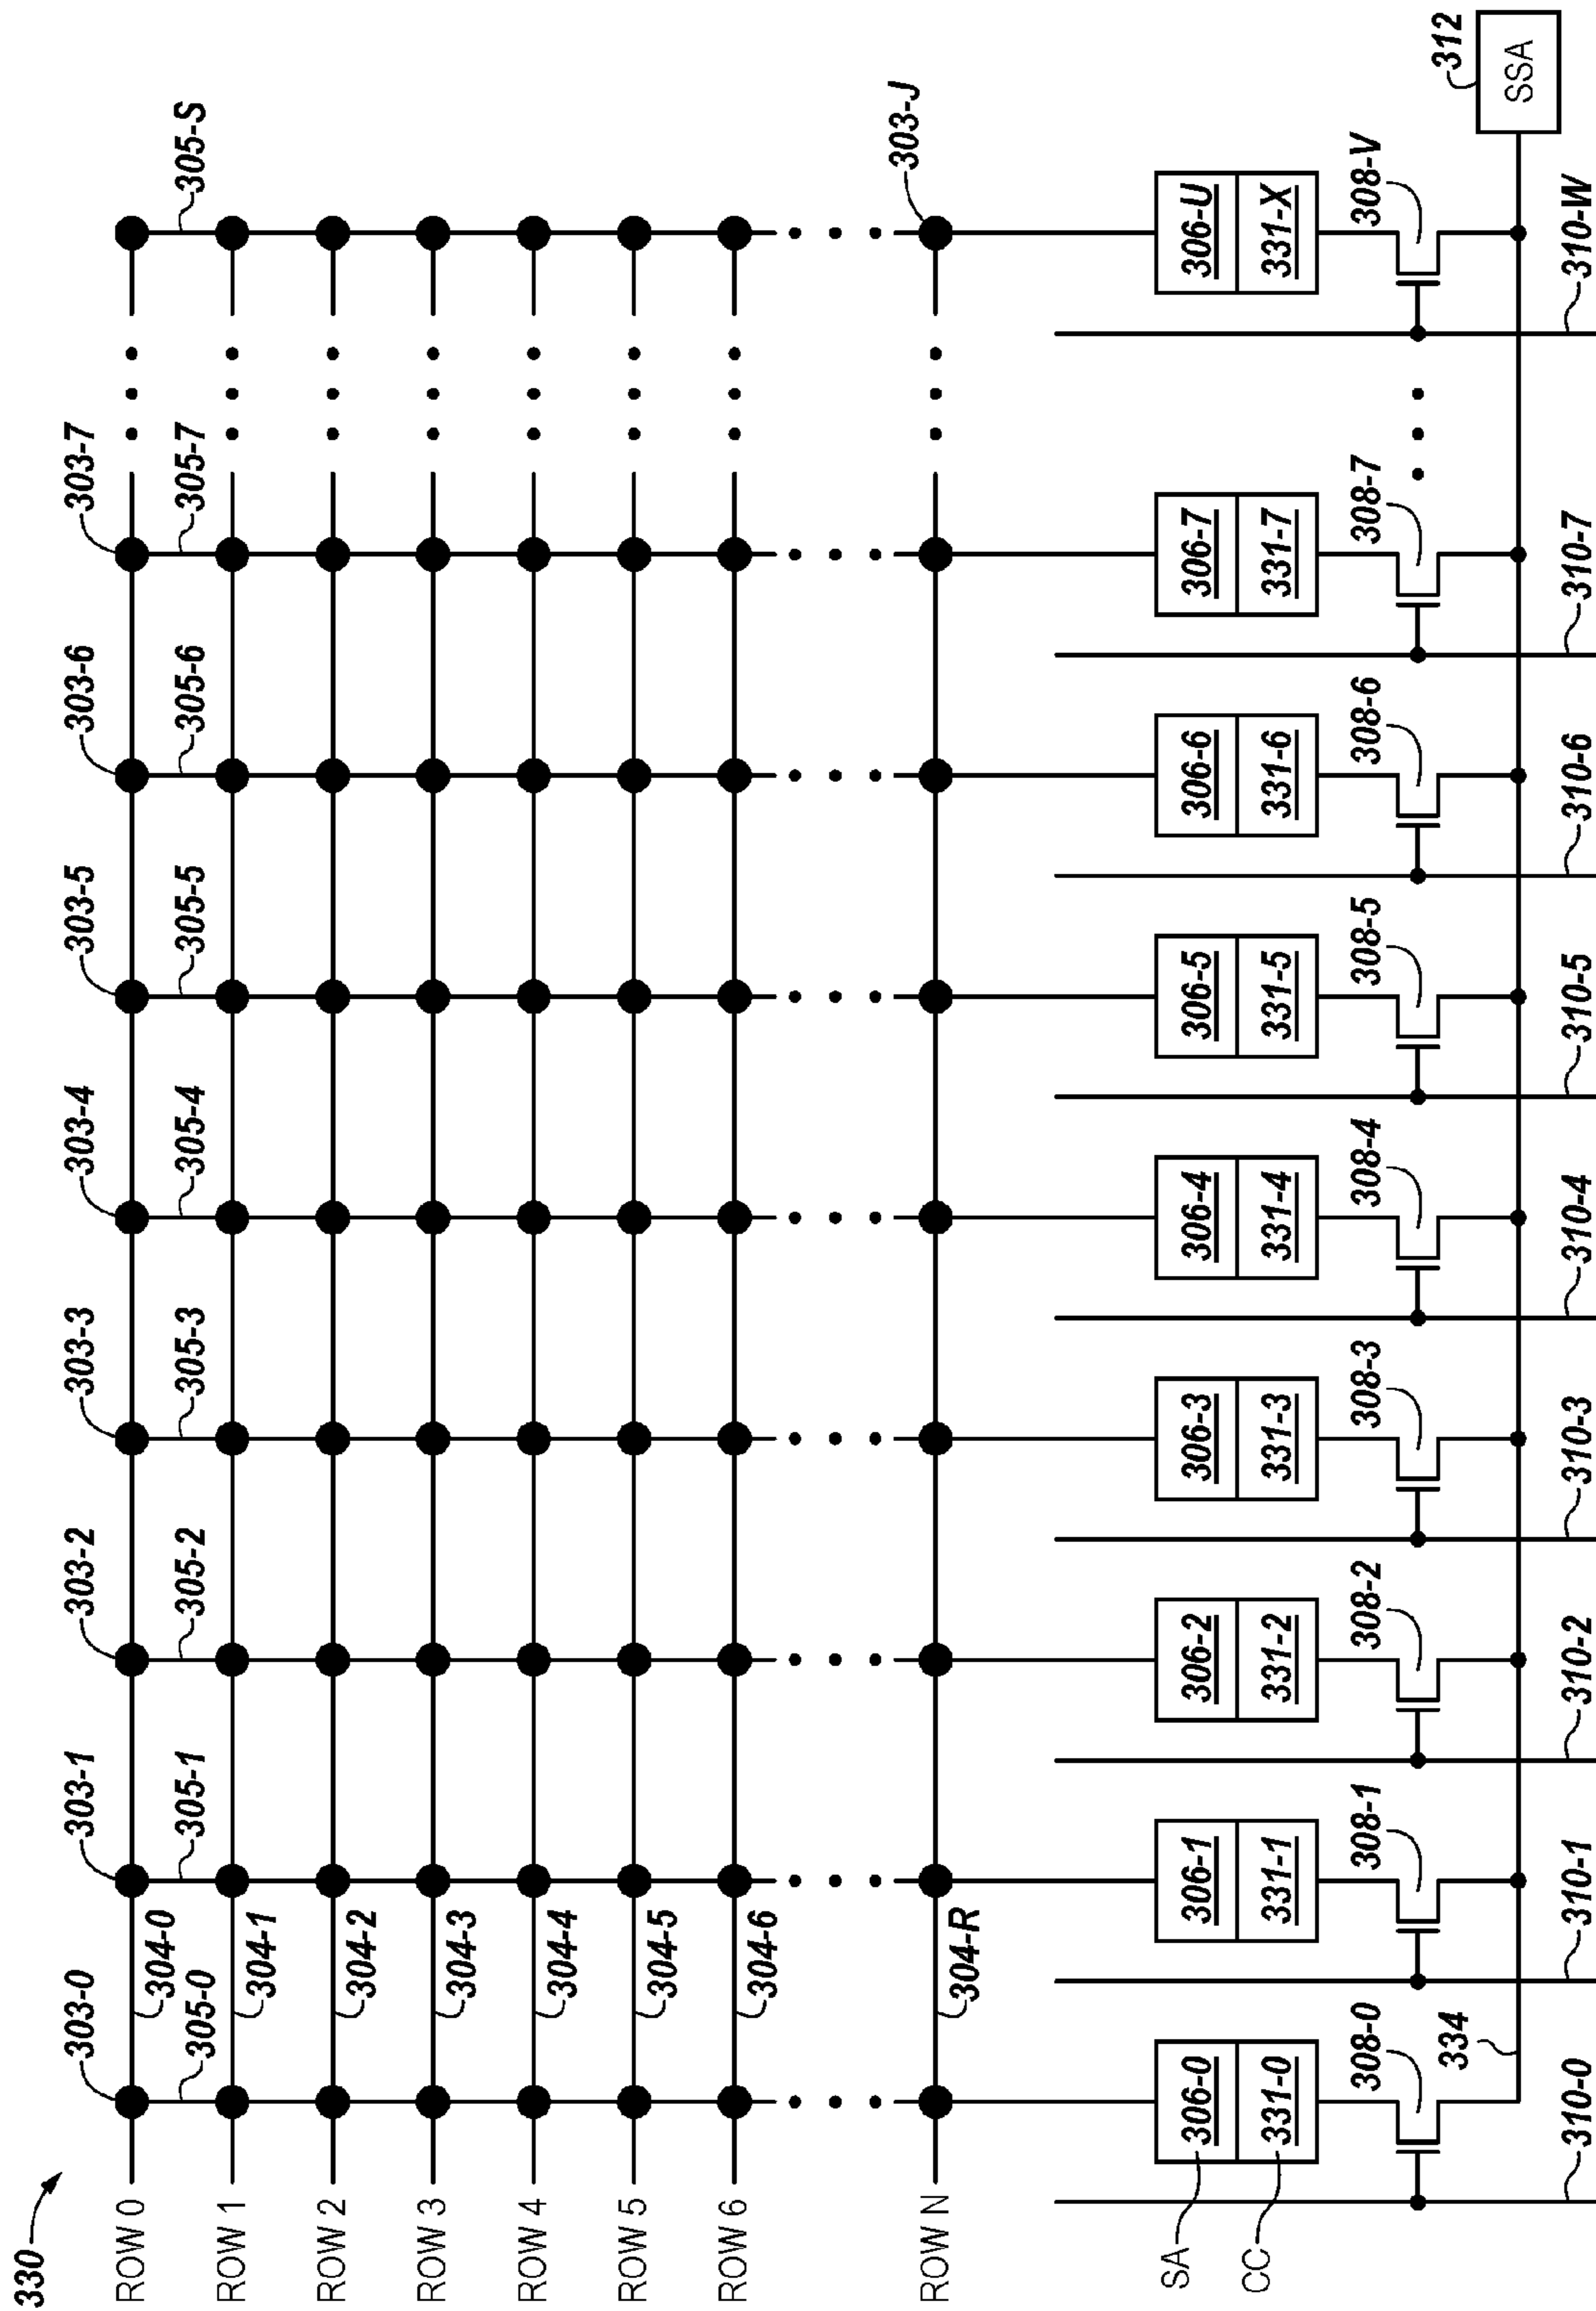 330
303-0 303-1 303-2 303-3 303-4 303-5 303-6 303-7
305-0 305-1 305-2 305-3 305-4 305-5 305-6 305-7 305-S
ROW 0 304-0
ROW 1 304-1
ROW 2 304-2
ROW 3 304-3
ROW 4 304-4
ROW 5 304-5
ROW 6 304-6
ROW N 304-R 303-J
SA 306-0 306-1 306-2 306-3 306-4 306-5 306-6 306-7 306-U
CC 331-0 331-1 331-2 331-3 331-4 331-5 331-6 331-7 331-X
308-0 308-1 308-2 308-3 308-4 308-5 308-6 308-7 308-V
334 312
SSA
310-0 310-1 310-2 310-3 310-4 310-5 310-6 310-7 310-W